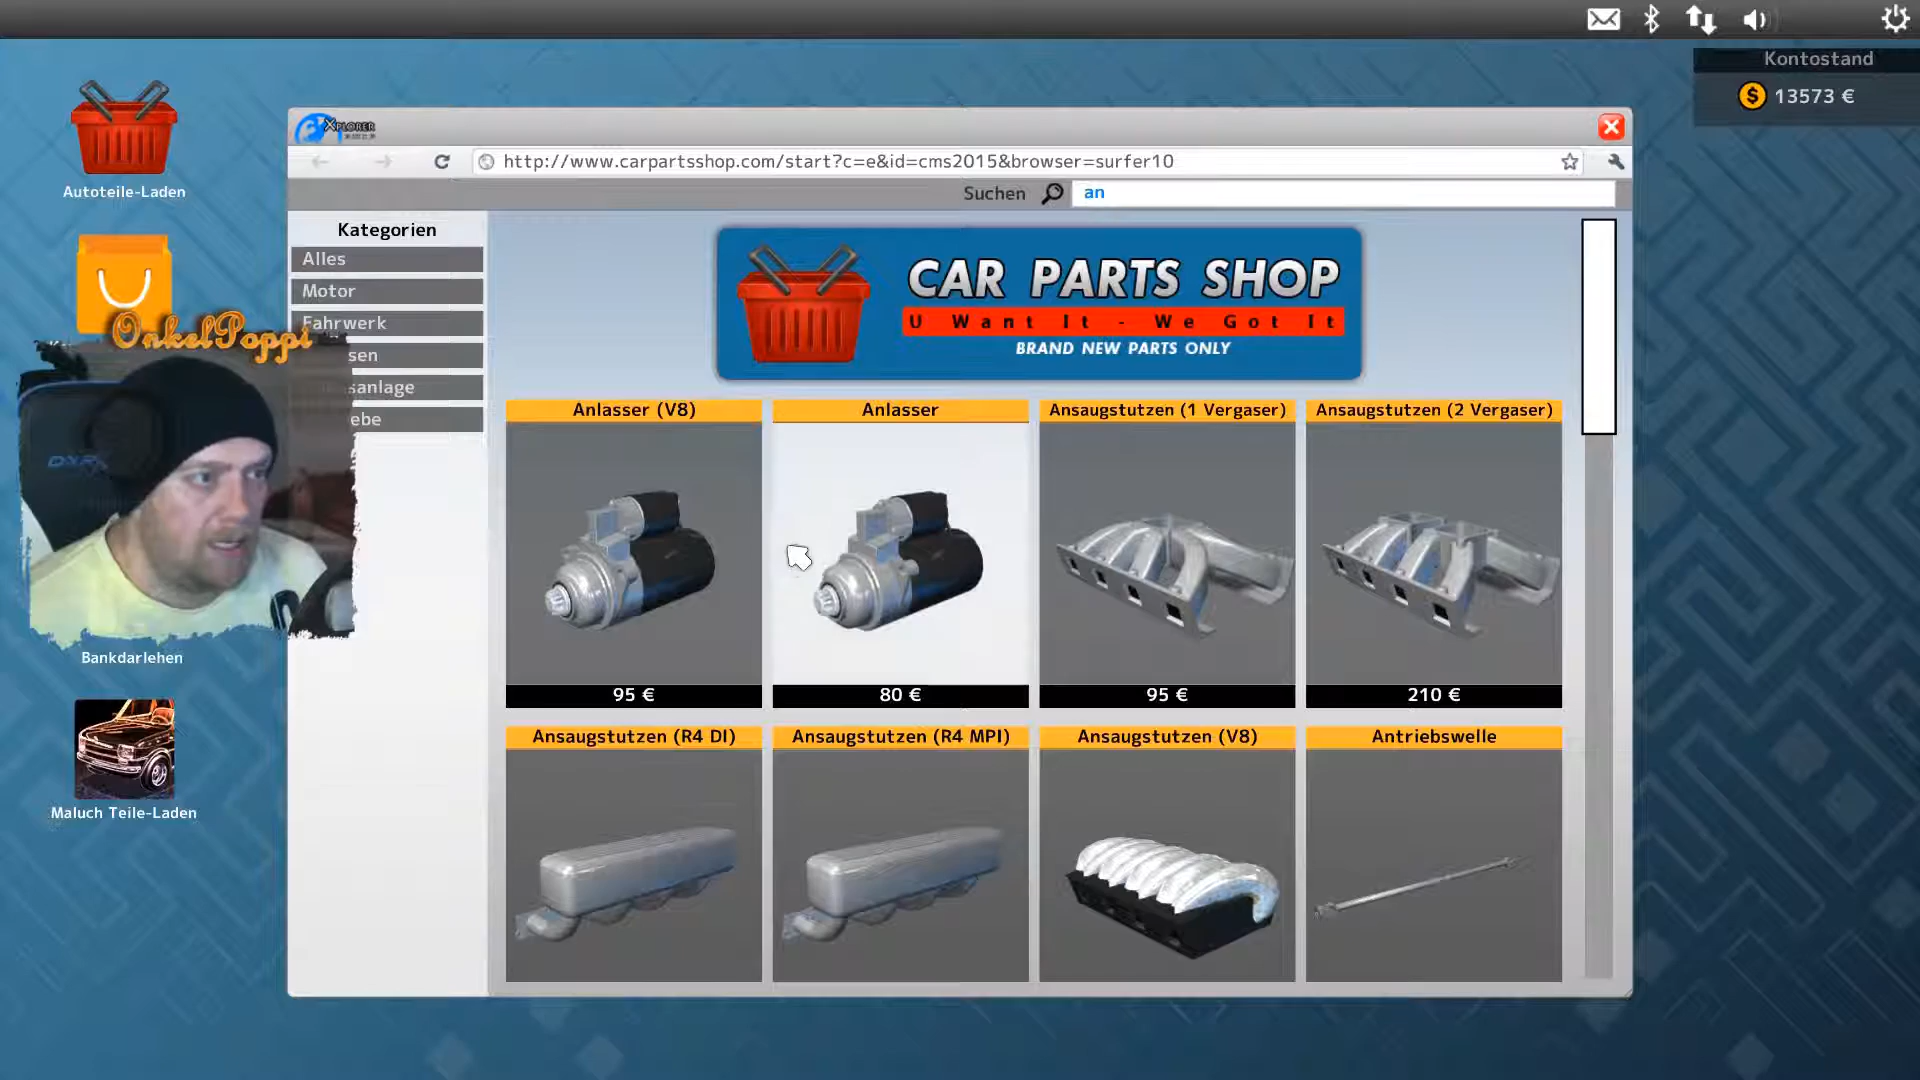 Kontostand
13573 €
Autoteile-Laden
XPLORER
http://www.carpartsshop.com/start?c=e&id=cms2015&browser=surfer10
Suchen
an
Kategorien
Alles
Motor
Fahrwerk
sen
sanlage
ebe
OnkelPoppi
CAR PARTS SHOP
U Want It - We Got It
BRAND NEW PARTS ONLY
Anlasser (V8)
Anlasser
Ansaugstutzen (1 Vergaser)
Ansaugstutzen (2 Vergaser)
95 €
80 €
95 €
210 €
Ansaugstutzen (R4 DI)
Ansaugstutzen (R4 MPI)
Ansaugstutzen (V8)
Antriebswelle
Bankdarlehen
Maluch Teile-Laden